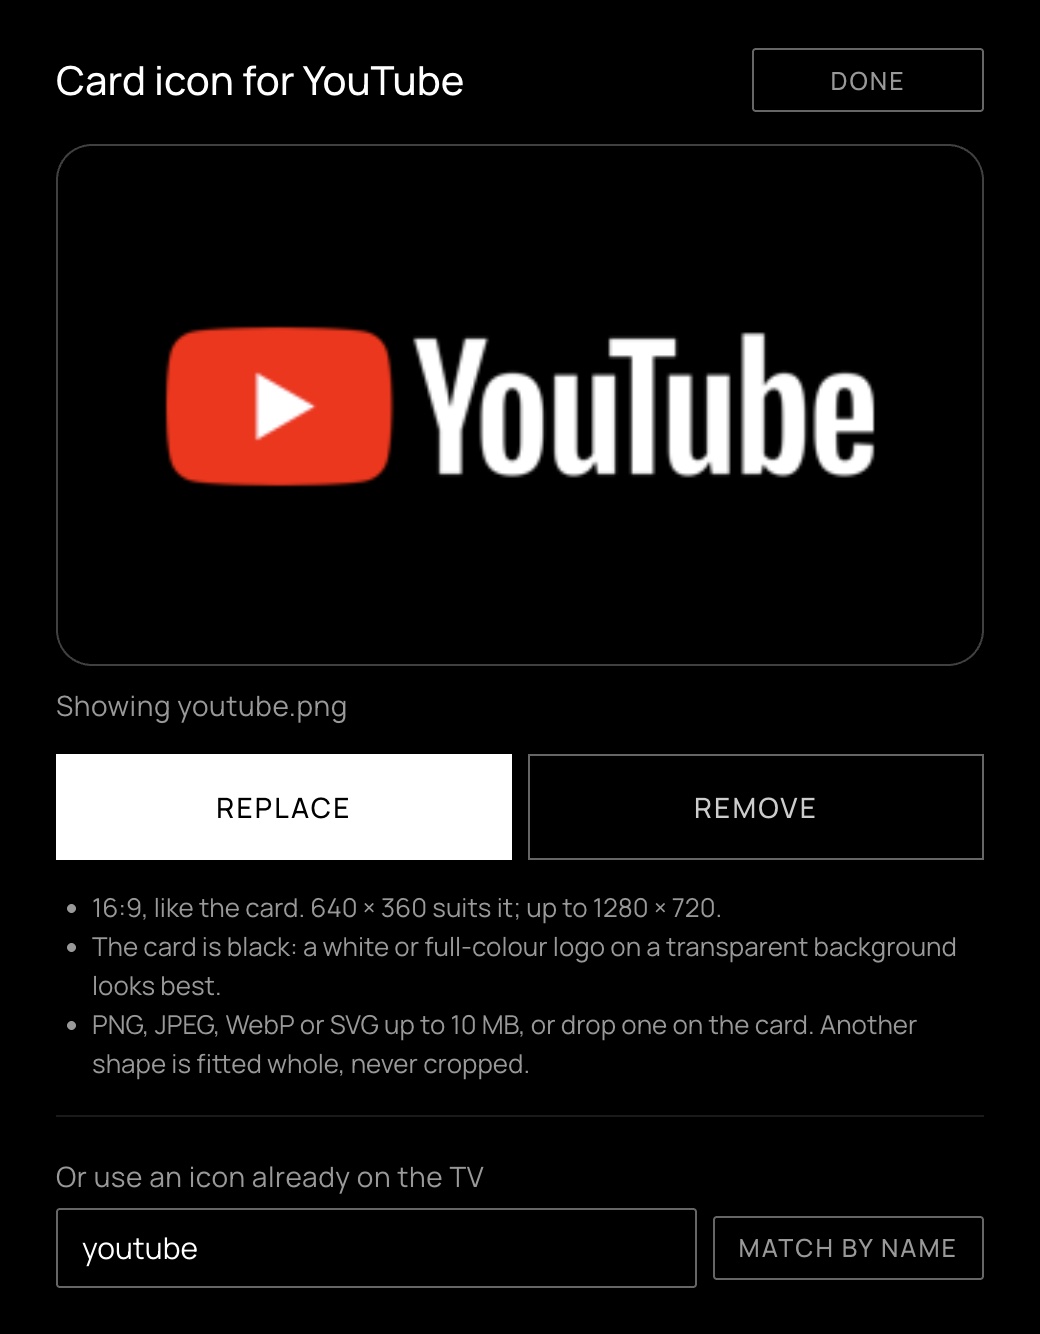 Card icon for YouTube
DONE
YouTube
Showing youtube.png
REPLACE
REMOVE
• 16:9, like the card. 640 × 360 suits it; up to 1280 × 720.
• The card is black: a white or full-colour logo on a transparent background
looks best.
• PNG, JPEG, WebP or SVG up to 10 MB, or drop one on the card. Another
shape is fitted whole, never cropped.
Or use an icon already on the TV
youtube
MATCH BY NAME